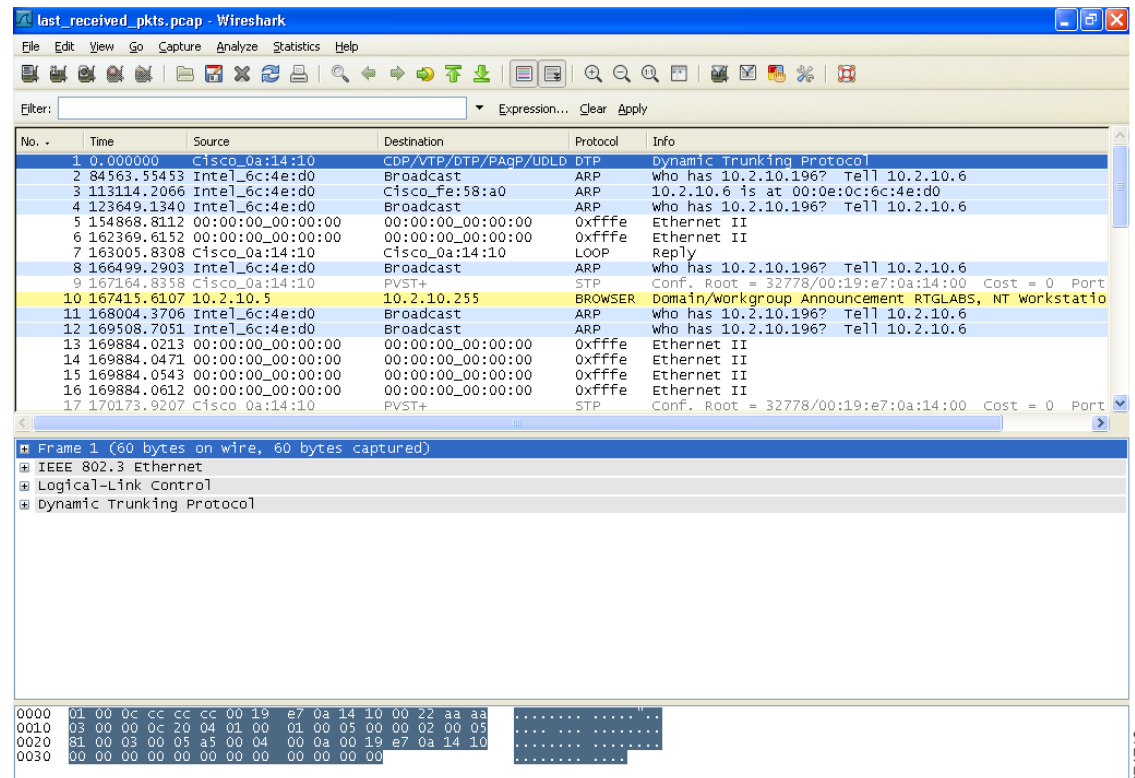 last_received_pkts.pcap - Wireshark
File Edit View Go Capture Analyze Statistics Help
Filter: Expression... Clear Apply
No. Time Source Destination Protocol Info
1 0.000000 Cisco_0a:14:10 CDP/VTP/DTP/PAgP/UDLD DTP Dynamic Trunking Protocol
2 84563.55453 Intel_6c:4e:d0 Broadcast ARP Who has 10.2.10.196? Tell 10.2.10.6
3 113114.2066 Intel_6c:4e:d0 Cisco_fe:58:a0 ARP 10.2.10.6 is at 00:0e:0c:6c:4e:d0
4 123649.1340 Intel_6c:4e:d0 Broadcast ARP Who has 10.2.10.196? Tell 10.2.10.6
5 154868.8112 00:00:00_00:00:00 00:00:00_00:00:00 0xfffe Ethernet II
6 162369.6152 00:00:00_00:00:00 00:00:00_00:00:00 0xfffe Ethernet II
7 163005.8308 Cisco_0a:14:10 Cisco_0a:14:10 LOOP Reply
8 166499.2903 Intel_6c:4e:d0 Broadcast ARP Who has 10.2.10.196? Tell 10.2.10.6
9 167164.8358 Cisco_0a:14:10 PVST+ STP Conf. Root = 32778/00:19:e7:0a:14:00 Cost = 0 Port
10 167415.6107 10.2.10.5 10.2.10.255 BROWSER Domain/Workgroup Announcement RTGLABS, NT Workstatio
11 168004.3706 Intel_6c:4e:d0 Broadcast ARP Who has 10.2.10.196? Tell 10.2.10.6
12 169508.7051 Intel_6c:4e:d0 Broadcast ARP Who has 10.2.10.196? Tell 10.2.10.6
13 169884.0213 00:00:00_00:00:00 00:00:00_00:00:00 0xfffe Ethernet II
14 169884.0471 00:00:00_00:00:00 00:00:00_00:00:00 0xfffe Ethernet II
15 169884.0543 00:00:00_00:00:00 00:00:00_00:00:00 0xfffe Ethernet II
16 169884.0612 00:00:00_00:00:00 00:00:00_00:00:00 0xfffe Ethernet II
17 170173.9207 Cisco_0a:14:10 PVST+ STP Conf. Root = 32778/00:19:e7:0a:14:00 Cost = 0 Port
Frame 1 (60 bytes on wire, 60 bytes captured)
IEEE 802.3 Ethernet
Logical-Link Control
Dynamic Trunking Protocol
0000 01 00 0c cc cc cc 00 19 e7 0a 14 10 00 22 aa aa ........ ....."..
0010 03 00 00 0c 20 04 01 00 01 00 05 00 00 02 00 05 .... ... ........
0020 81 00 03 00 05 a5 00 04 00 0a 00 19 e7 0a 14 10 ........ ........
0030 00 00 00 00 00 00 00 00 00 00 00 00 ........ ....